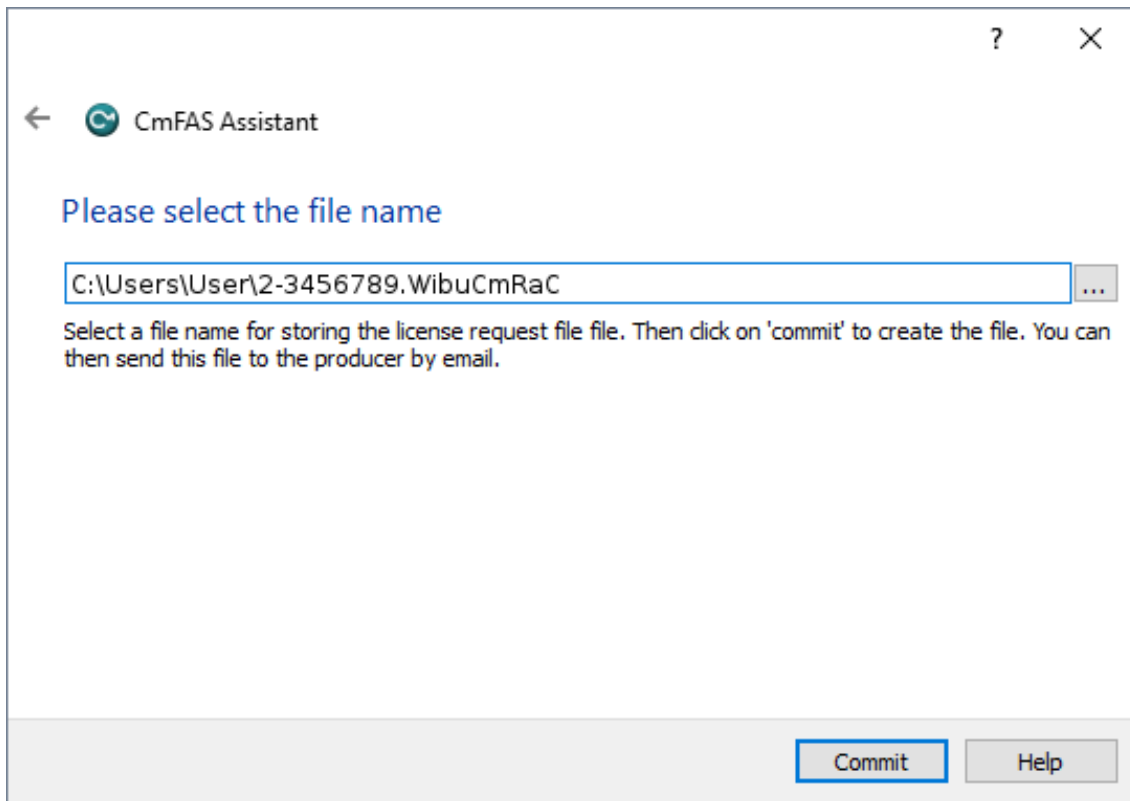 ?
CmFAS Assistant
Please select the file name
C:\Users\User\2-3456789.WibuCmRaC
...
Select a file name for storing the license request file file. Then click on 'commit' to create the file. You can
then send this file to the producer by email.
Commit Help